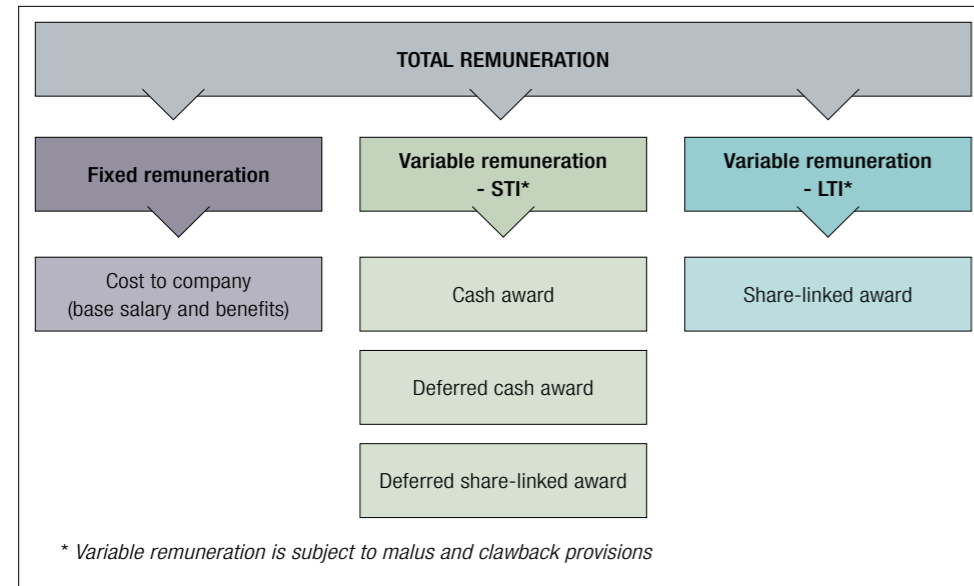 TOTAL REMUNERATION
Fixed remuneration
Variable remuneration
- STI*
Variable remuneration
- LTI*
Cost to company
(base salary and benefits)
Cash award
Share-linked award
Deferred cash award
Deferred share-linked award
* Variable remuneration is subject to malus and clawback provisions